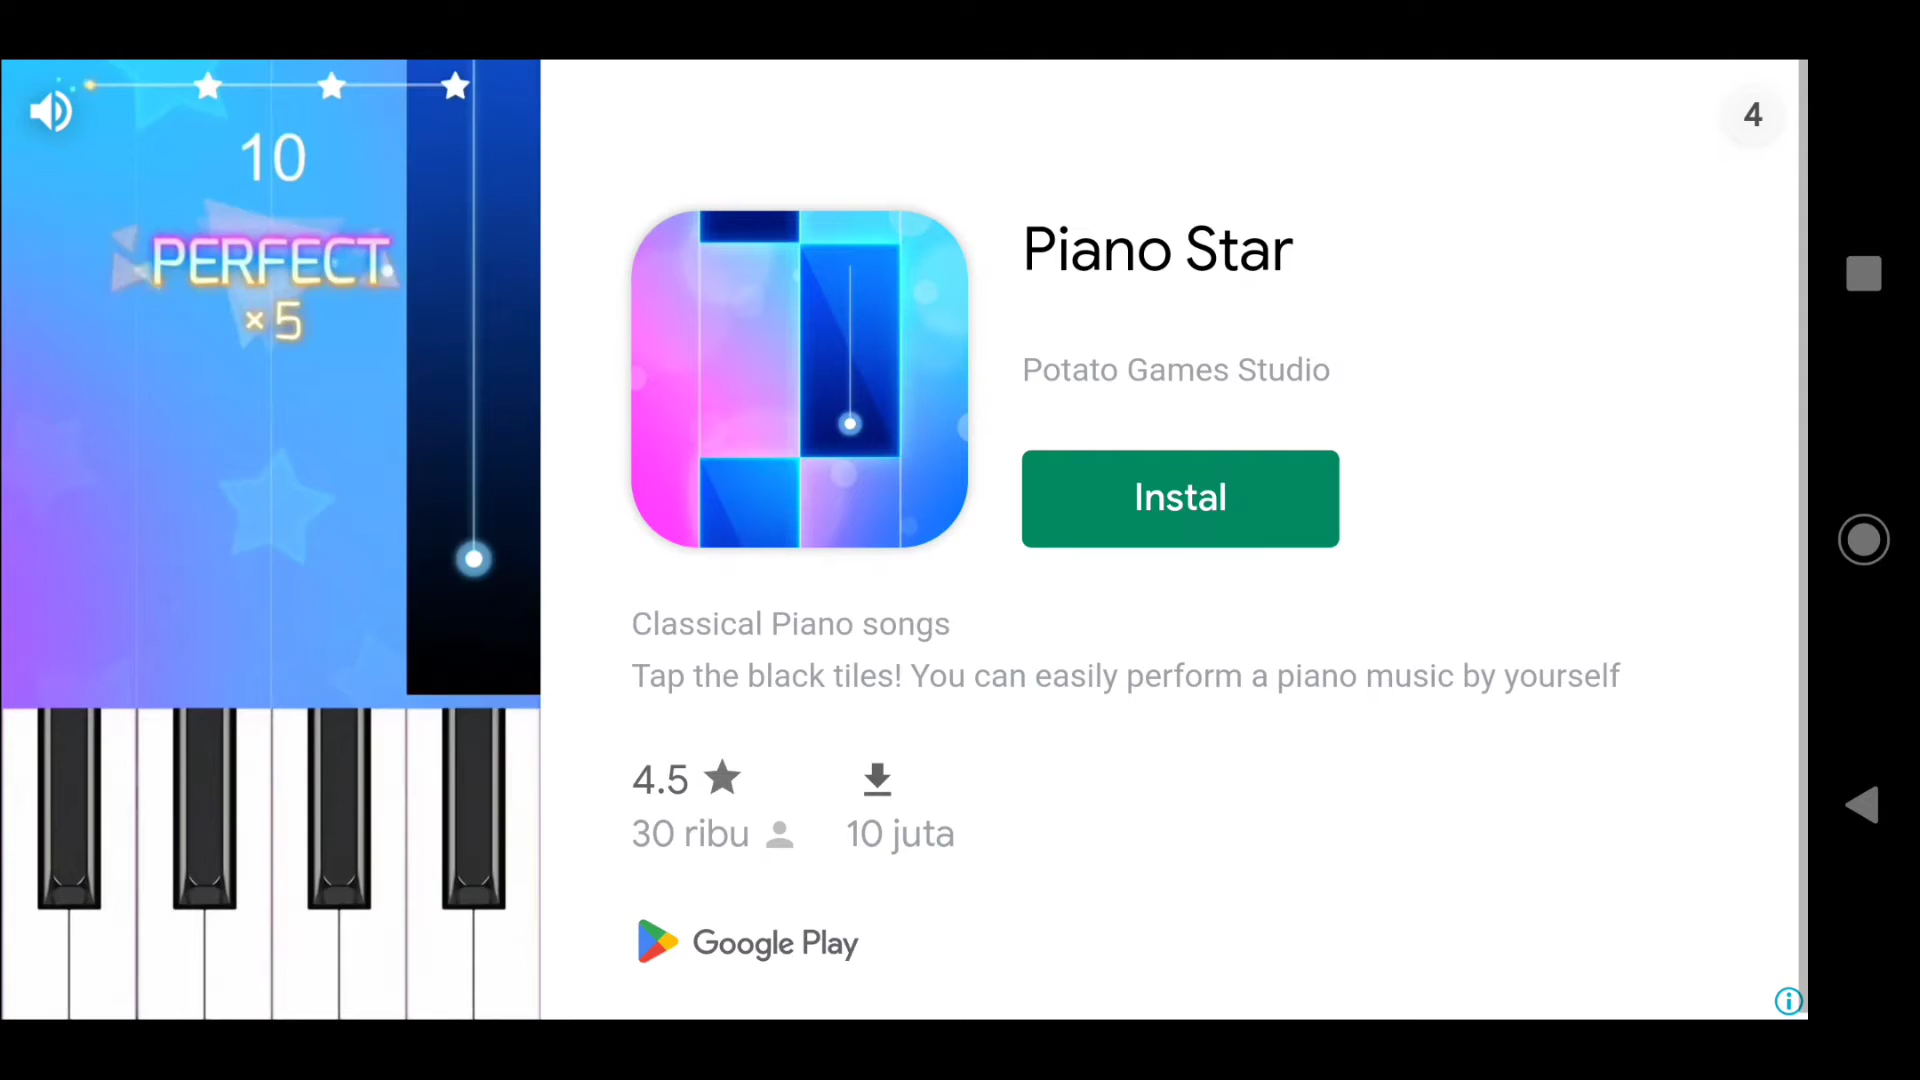 10
PERFECT
×5
4
Piano Star
Potato Games Studio
Instal
Classical Piano songs
Tap the black tiles! You can easily perform a piano music by yourself
4.5
30 ribu
10 juta
Google Play